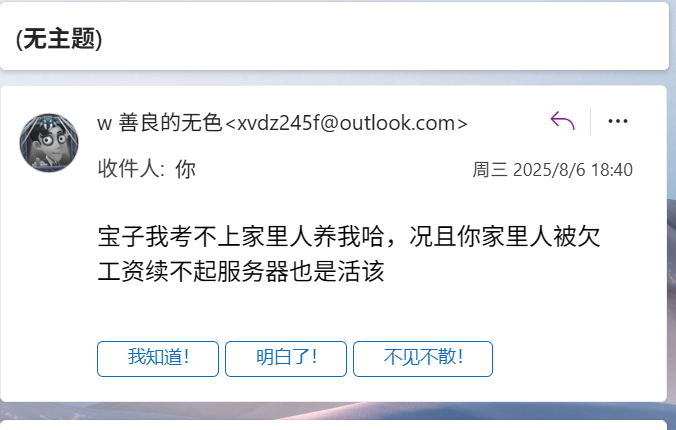 (无主题)
w 善良的无色<xvdz245f@outlook.com>
收件人: 你
周三 2025/8/6 18:40
宝子我考不上家里人养我哈，况且你家里人被欠
工资续不起服务器也是活该
我知道！
明白了！
不见不散！